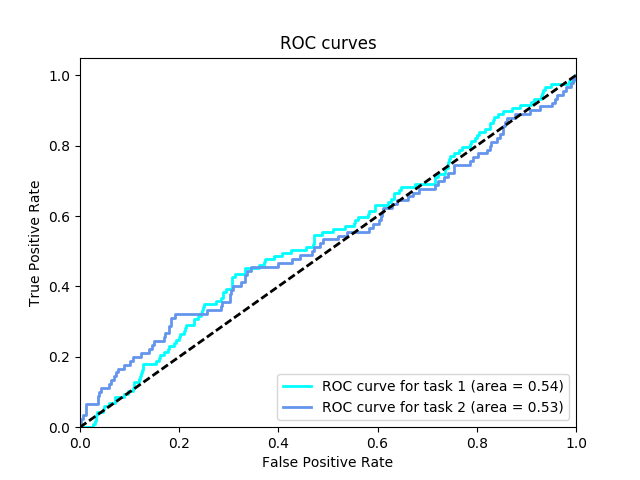 ROC curves
True Positive Rate
1.0
0.8
0.6
0.4
0.2
0.0
ROC curve for task 1 (area = 0.54)
ROC curve for task 2 (area = 0.53)
0.0 0.2 0.4 0.6 0.8 1.0
False Positive Rate